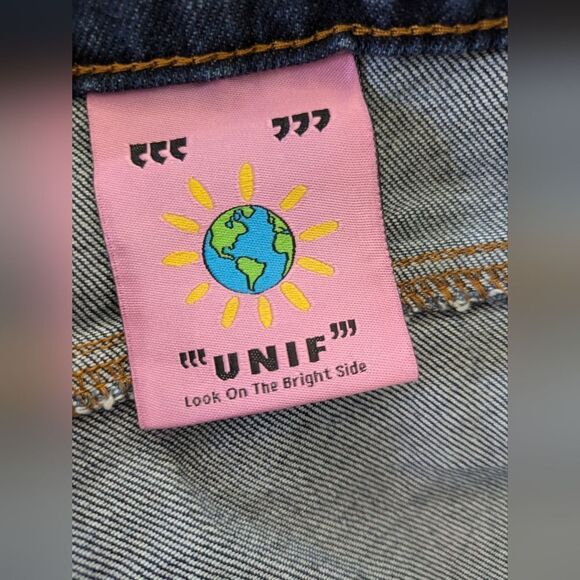 ‘‘‘ ’’’
‘‘‘UNIF’’’
Look On The Bright Side